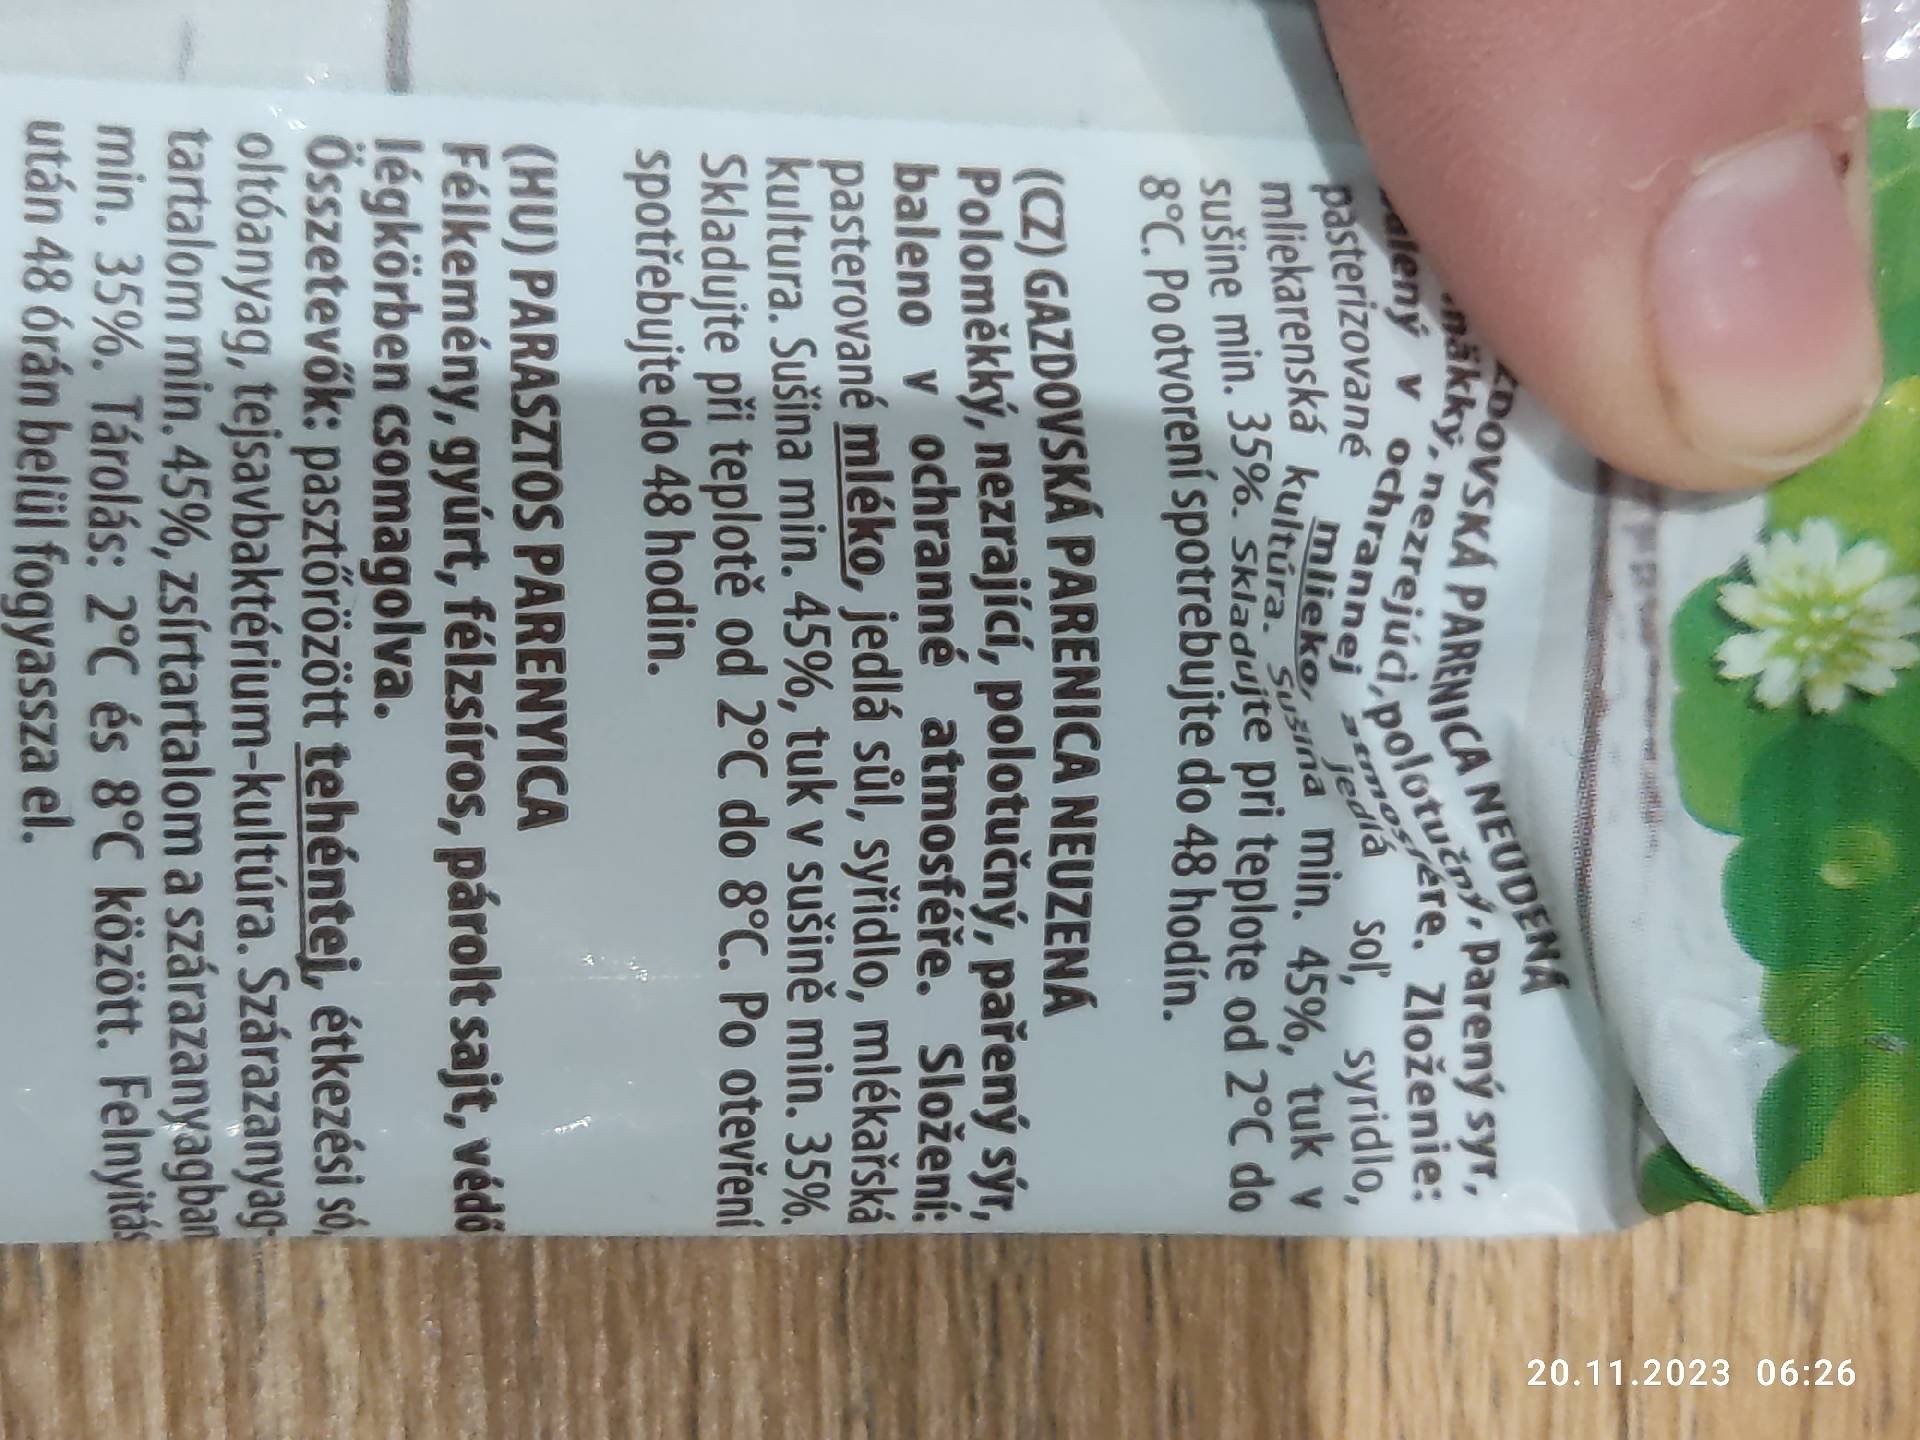 PARENICA NEUDENÁ
nezrejúci, polotučný, parený syr,
v ochrannej atmosfére. Zloženie:
pasterizované mlieko, jedlá soľ, syridlo,
mliekarenská kultúra. Sušina min. 45%, tuk v
sušine min. 35%. Skladujte pri teplote od 2°C do
8°C. Po otvorení spotrebujte do 48 hodín.
(CZ) GAZDOVSKÁ PARENICA NEUZENÁ
Poloměkký, nezrající, polotučný, pařený sýr,
baleno v ochranné atmosféře. Složení:
pasterované mléko, jedlá sůl, syřidlo, mlékařská
kultura. Sušina min. 45%, tuk v sušině min. 35%.
Skladujte při teplotě od 2°C do 8°C. Po otevření
spotřebujte do 48 hodin.
(HU) PARASZTOS PARENYICA
Félkemény, gyúrt, félzsíros, párolt sajt, védő
légkörben csomagolva.
Összetevők: pasztőrözött tehéntej, étkezési só,
oltóanyag, tejsavbaktérium-kultúra. Szárazanyag-
tartalom min. 45%, zsírtartalom a szárazanyagban
min. 35%. Tárolás: 2°C és 8°C között. Felnyitás
után 48 órán belül fogyassza el.
20.11.2023 06:26